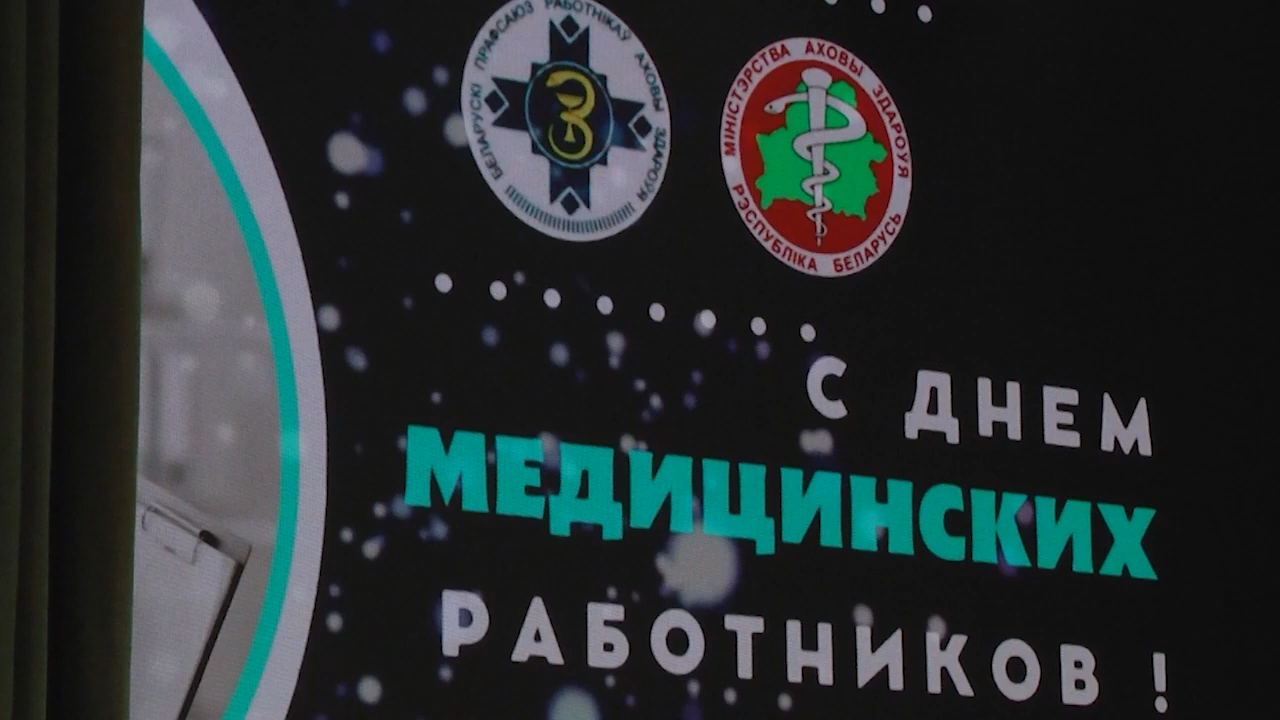 БЕЛАРУСКІ ПРАФСАЮЗ РАБОТНІКАЎ АХОВЫ ЗДАРОЎЯ
МІНІСТЭРСТВА АХОВЫ ЗДАРОЎЯ
РЭСПУБЛІКА БЕЛАРУСЬ
С ДНЕМ
МЕДИЦИНСКИХ
РАБОТНИКОВ !